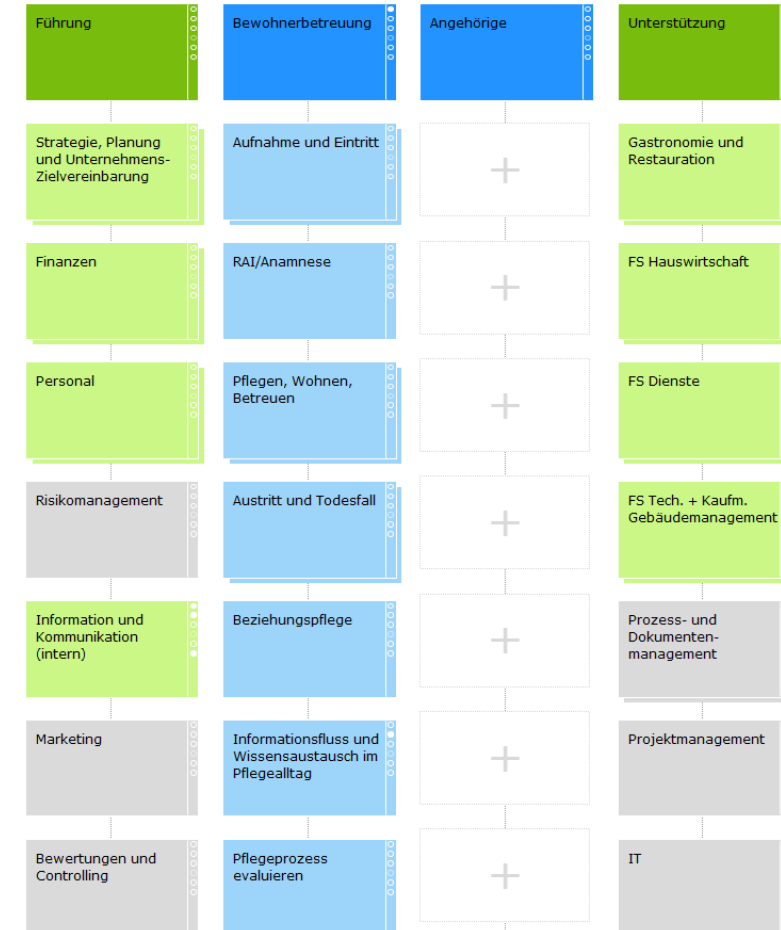 Führung
Bewohnerbetreuung
Angehörige
Unterstützung
Strategie, Planung
und Unternehmens-
Zielvereinbarung
Aufnahme und Eintritt
Gastronomie und
Restauration
Finanzen
RAI/Anamnese
FS Hauswirtschaft
Personal
Pflegen, Wohnen,
Betreuen
FS Dienste
Risikomanagement
Austritt und Todesfall
FS Tech. + Kaufm.
Gebäudemanagement
Information und
Kommunikation
(intern)
Beziehungspflege
Prozess- und
Dokumenten-
management
Marketing
Informationsfluss und
Wissensaustausch im
Pflegealltag
Projektmanagement
Bewertungen und
Controlling
Pflegeprozess
evaluieren
IT